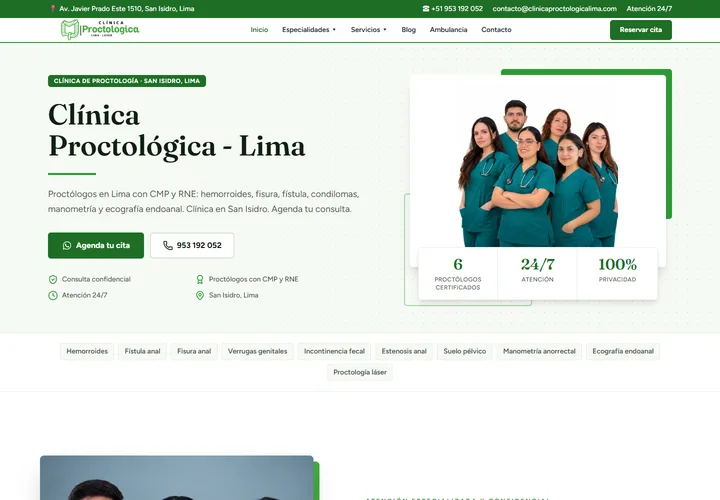 Av. Javier Prado Este 1510, San Isidro, Lima
+51 953 192 052
contacto@clinicaproctologicalima.com
Atención 24/7
CLÍNICA
Proctológica
LIMA - LASER
Inicio
Especialidades
Servicios
Blog
Ambulancia
Contacto
Reservar cita
CLÍNICA DE PROCTOLOGÍA · SAN ISIDRO, LIMA
Clínica
Proctológica - Lima
Proctólogos en Lima con CMP y RNE: hemorroides, fisura, fístula, condilomas,
manometría y ecografía endoanal. Clínica en San Isidro. Agenda tu consulta.
Agenda tu cita
953 192 052
Consulta confidencial
Proctólogos con CMP y RNE
Atención 24/7
San Isidro, Lima
6
PROCTÓLOGOS
CERTIFICADOS
24/7
ATENCIÓN
100%
PRIVACIDAD
Hemorroides
Fístula anal
Fisura anal
Verrugas genitales
Incontinencia fecal
Estenosis anal
Suelo pélvico
Manometría anorrectal
Ecografía endoanal
Proctología láser